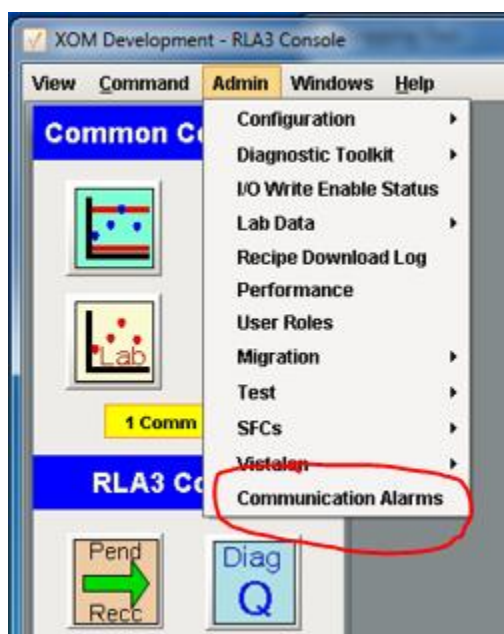 XOM Development - RLA3 Console
View Command Admin Windows Help
Common Co
Configuration
Diagnostic Toolkit
I/O Write Enable Status
Lab Data
Recipe Download Log
Performance
User Roles
Migration
Test
SFCs
Vistalon
Communication Alarms
Lab
1 Comm
RLA3 Co
Pend
Recc
Diag
Q